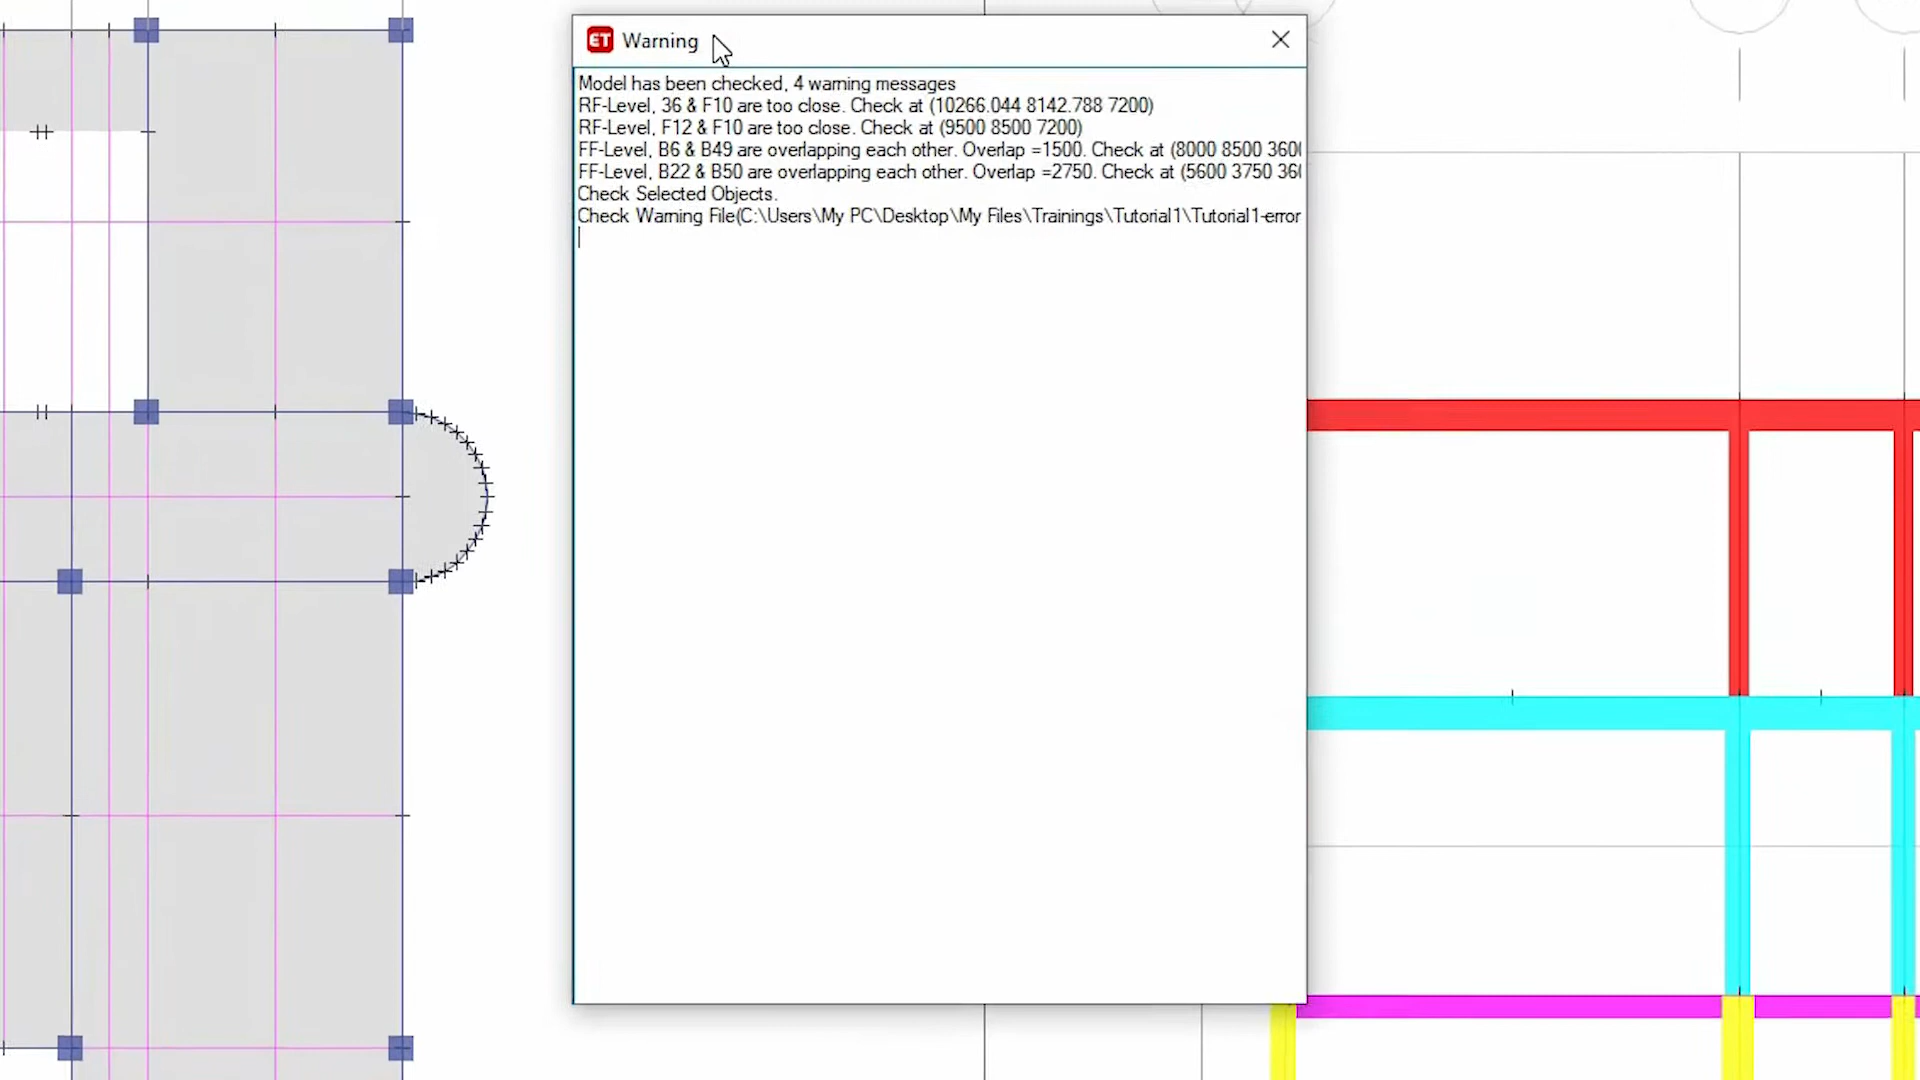 ET Warning
Model has been checked, 4 warning messages
RF-Level, 36 & F10 are too close. Check at (10266.044 8142.788 7200)
RF-Level, F12 & F10 are too close. Check at (9500 8500 7200)
FF-Level, B6 & B49 are overlapping each other. Overlap =1500. Check at (8000 8500 3600
FF-Level, B22 & B50 are overlapping each other. Overlap =2750. Check at (5600 3750 360
Check Selected Objects.
Check Warning File(C:\Users\My PC\Desktop\My Files\Trainings\Tutorial1\Tutorial1-error